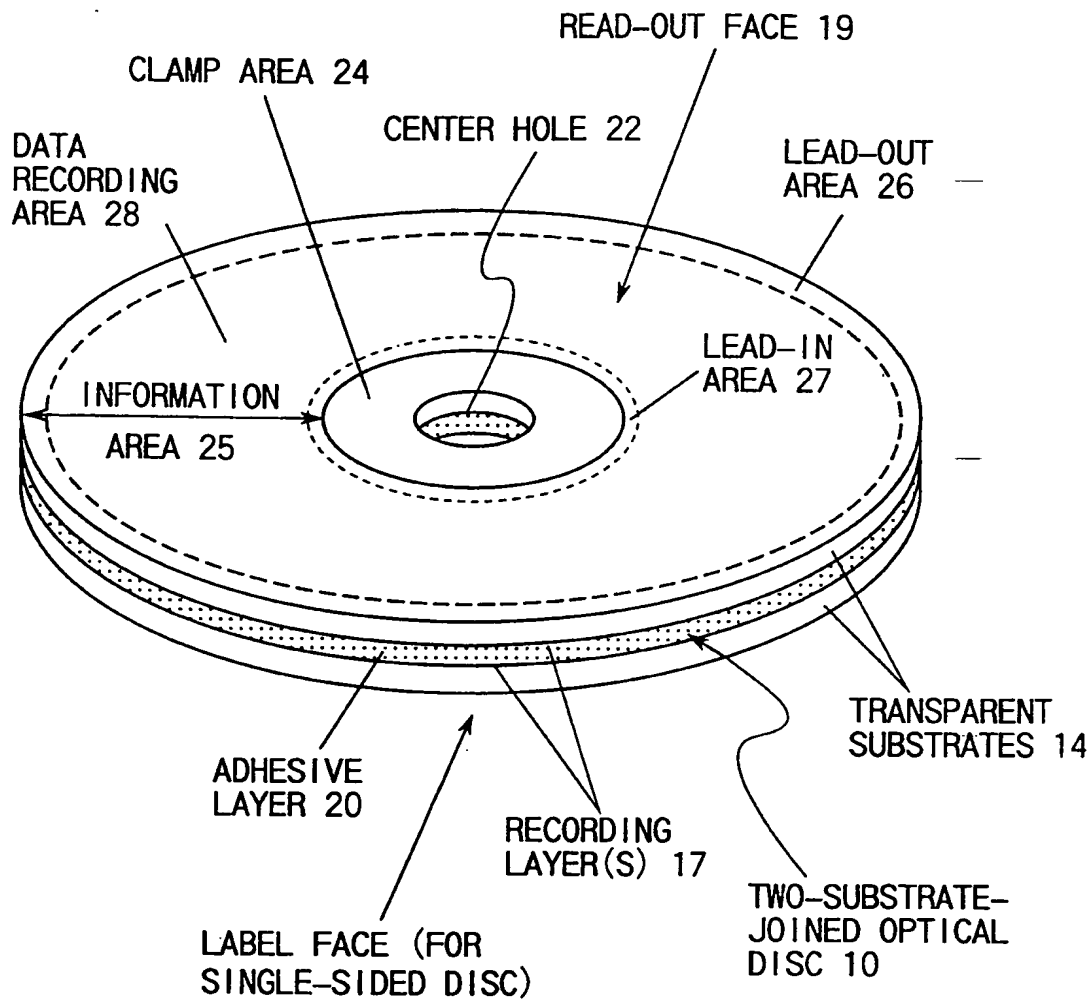 READ-OUT FACE 19
CLAMP AREA 24
CENTER HOLE 22
DATA
RECORDING
AREA 28
LEAD-OUT
AREA 26
LEAD-IN
AREA 27
INFORMATION
AREA 25
TRANSPARENT
SUBSTRATES 14
ADHESIVE
LAYER 20
RECORDING
LAYER(S) 17
TWO-SUBSTRATE-
JOINED OPTICAL
DISC 10
LABEL FACE (FOR
SINGLE-SIDED DISC)